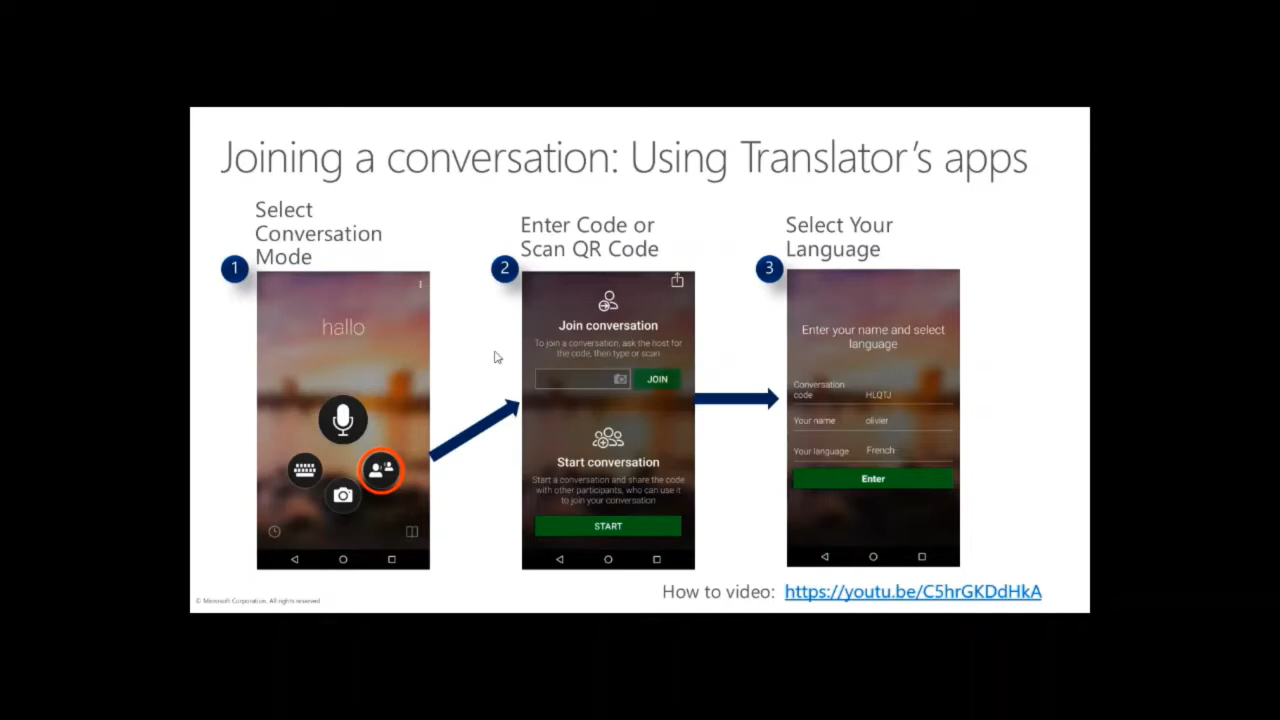 Joining a conversation: Using Translator's apps
Select
Conversation
Mode
1
hallo
Enter Code or
Scan QR Code
2
Join conversation
To join a conversation, ask the host for
the code, then type or scan
JOIN
Start conversation
Start a conversation and share the code
with other participants, who can use it
to join your conversation
START
Select Your
Language
3
Enter your name and select
language
Conversation
code HLQTJ
Your name olivier
Your language French
Enter
How to video: https://youtu.be/C5hrGKDdHkA
© Microsoft Corporation. All rights reserved